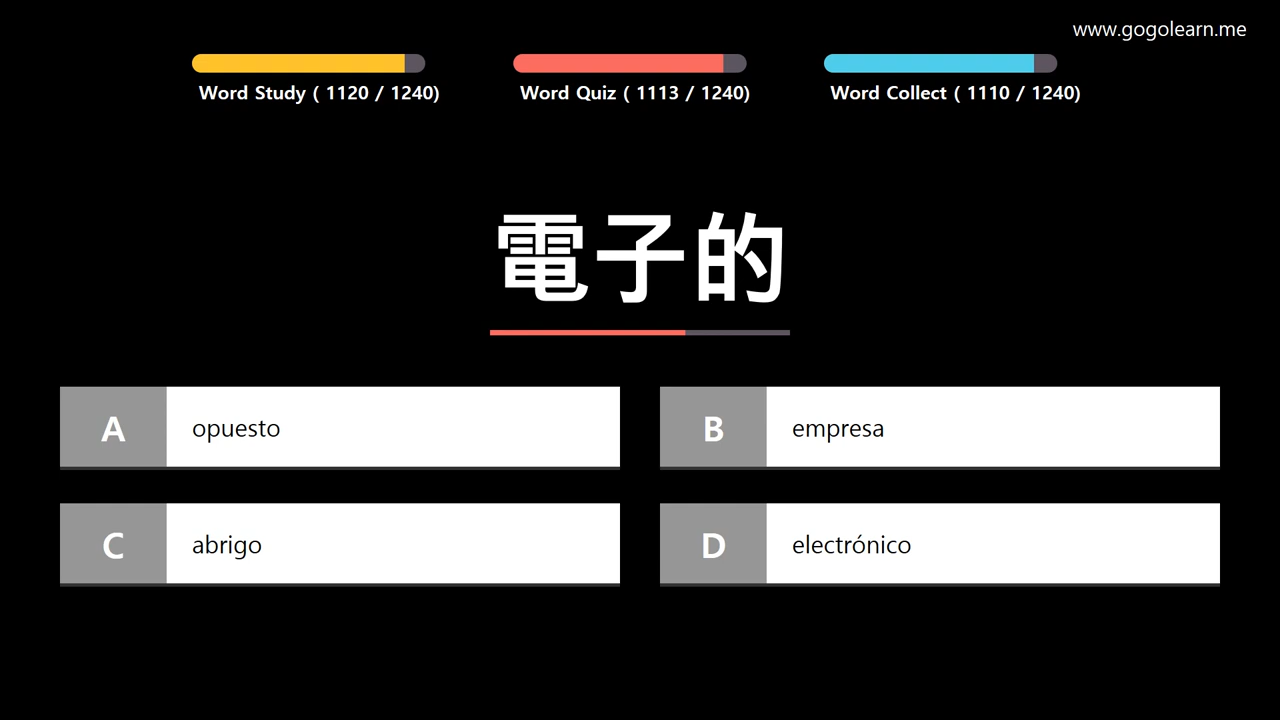 www.gogolearn.me
Word Study ( 1120 / 1240)
Word Quiz ( 1113 / 1240)
Word Collect ( 1110 / 1240)
電子的
A opuesto
B empresa
C abrigo
D electrónico